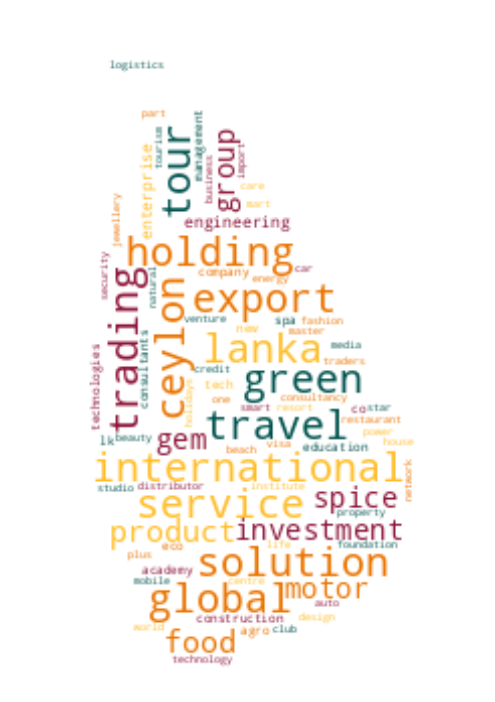 logistics
part
tourism
tour
management
enterprise
business
group
import
care
mart
jewellery
engineering
holding
security
natural
company
energy
car
trading
ceylon
export
consultants
venture
spa
fashion
new
master
technologies
lanka
media
traders
credit
green
holidays
tech
one
consultancy
smart
resort
co
star
travel
restaurant
power
lk
beauty
gem
beach
visa
education
house
international
network
studio
distributor
institute
service
spice
property
product
investment
eco
life
foundation
plus
solution
academy
mobile
centre
global
motor
auto
construction
design
world
agro
club
food
technology